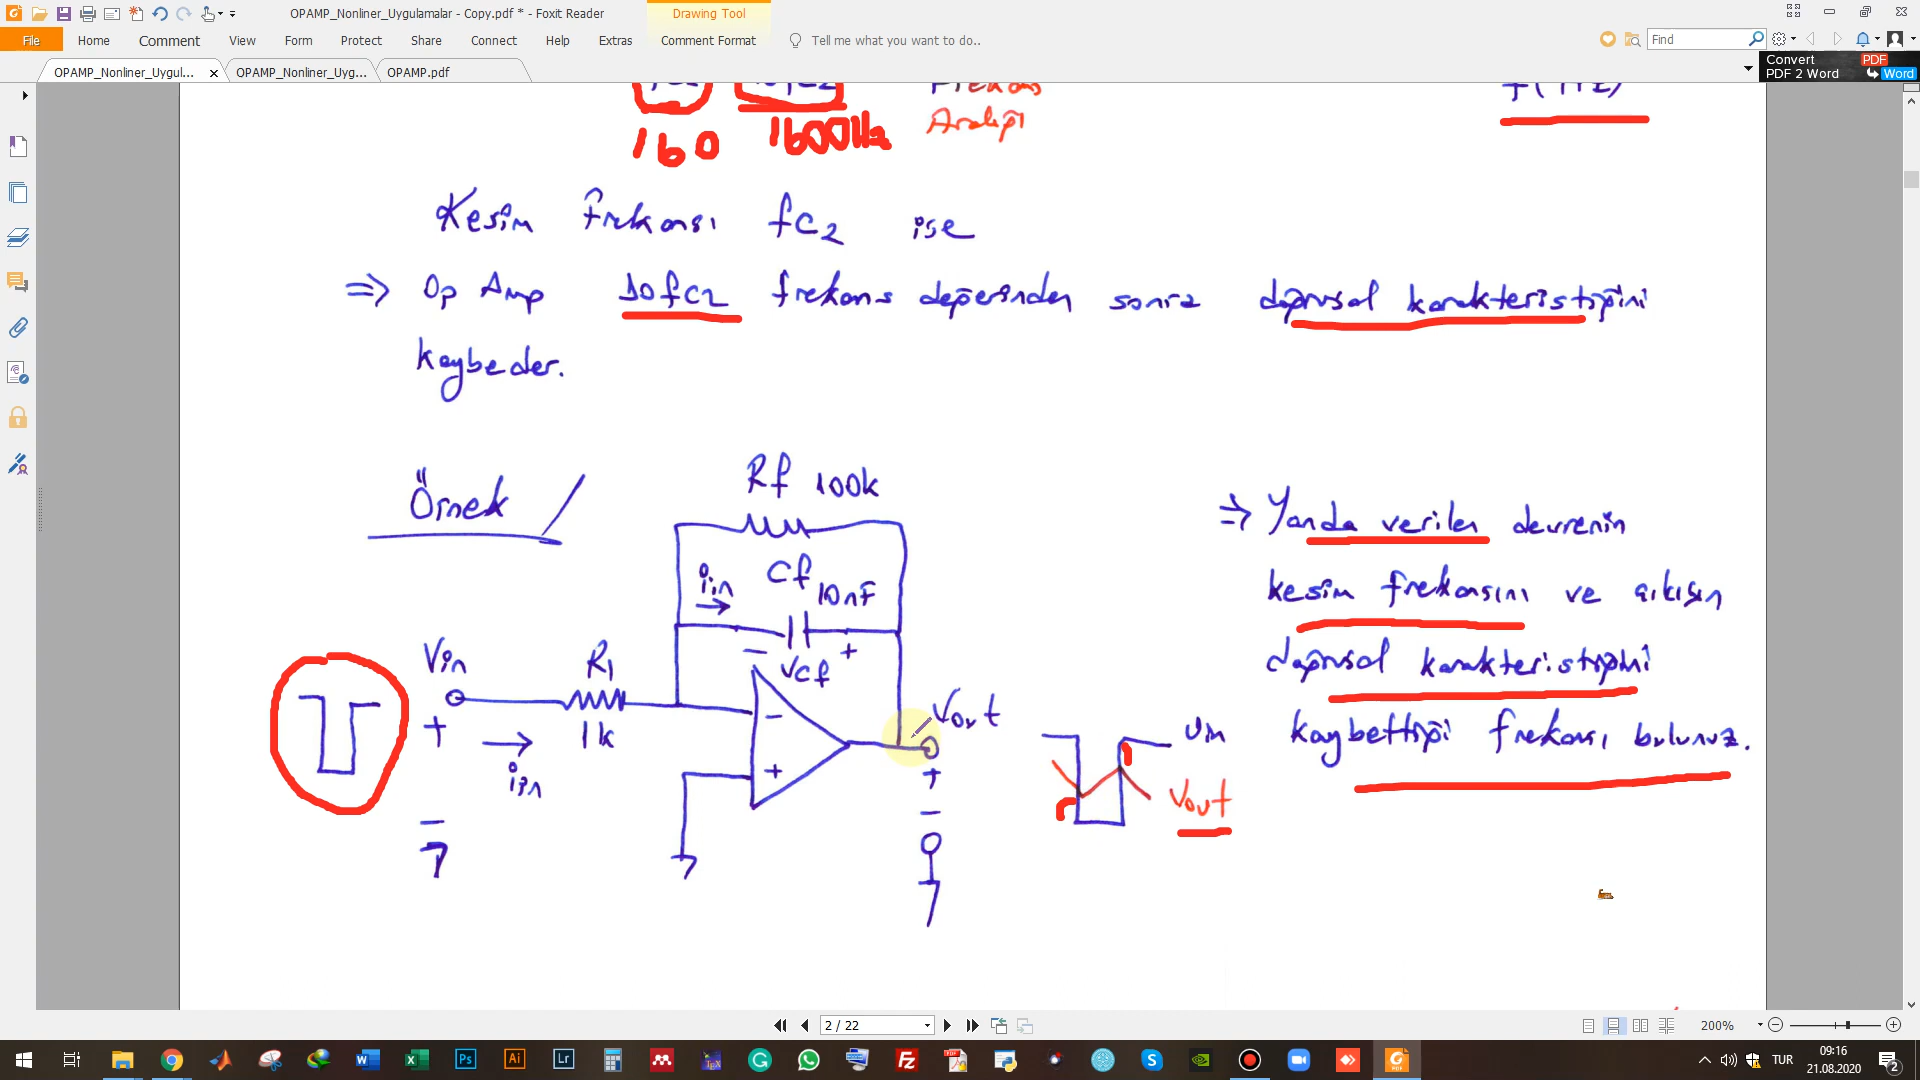 OPAMP_Nonliner_Uygulamalar - Copy.pdf * - Foxit Reader
Drawing Tool
File Home Comment View Form Protect Share Connect Help Extras Comment Format Tell me what you want to do.. Find
OPAMP_Nonliner_Uygul... OPAMP_Nonliner_Uyg... OPAMP.pdf
Convert PDF
PDF 2 Word Word
Aralığı
160 1600Hz
Kesim Frekansı fc2 ise
⇒ Op Amp 10fc2 frekans değerinden sonra doğrusal karakteristiğini
kaybeder.
Örnek /
Rf 100k
iin Cf 10nF
- Vcf +
⇒ Yanda verilen devrenin
kesim frekansını ve çıkışın
doğrusal karakteristiğini
kaybettiği frekansı bulunuz.
Vin R1 1k
+ iin -
- +
Vout
+ -
Vin
Vout
2 / 22 200%
TUR 09:16
21.08.2020 2